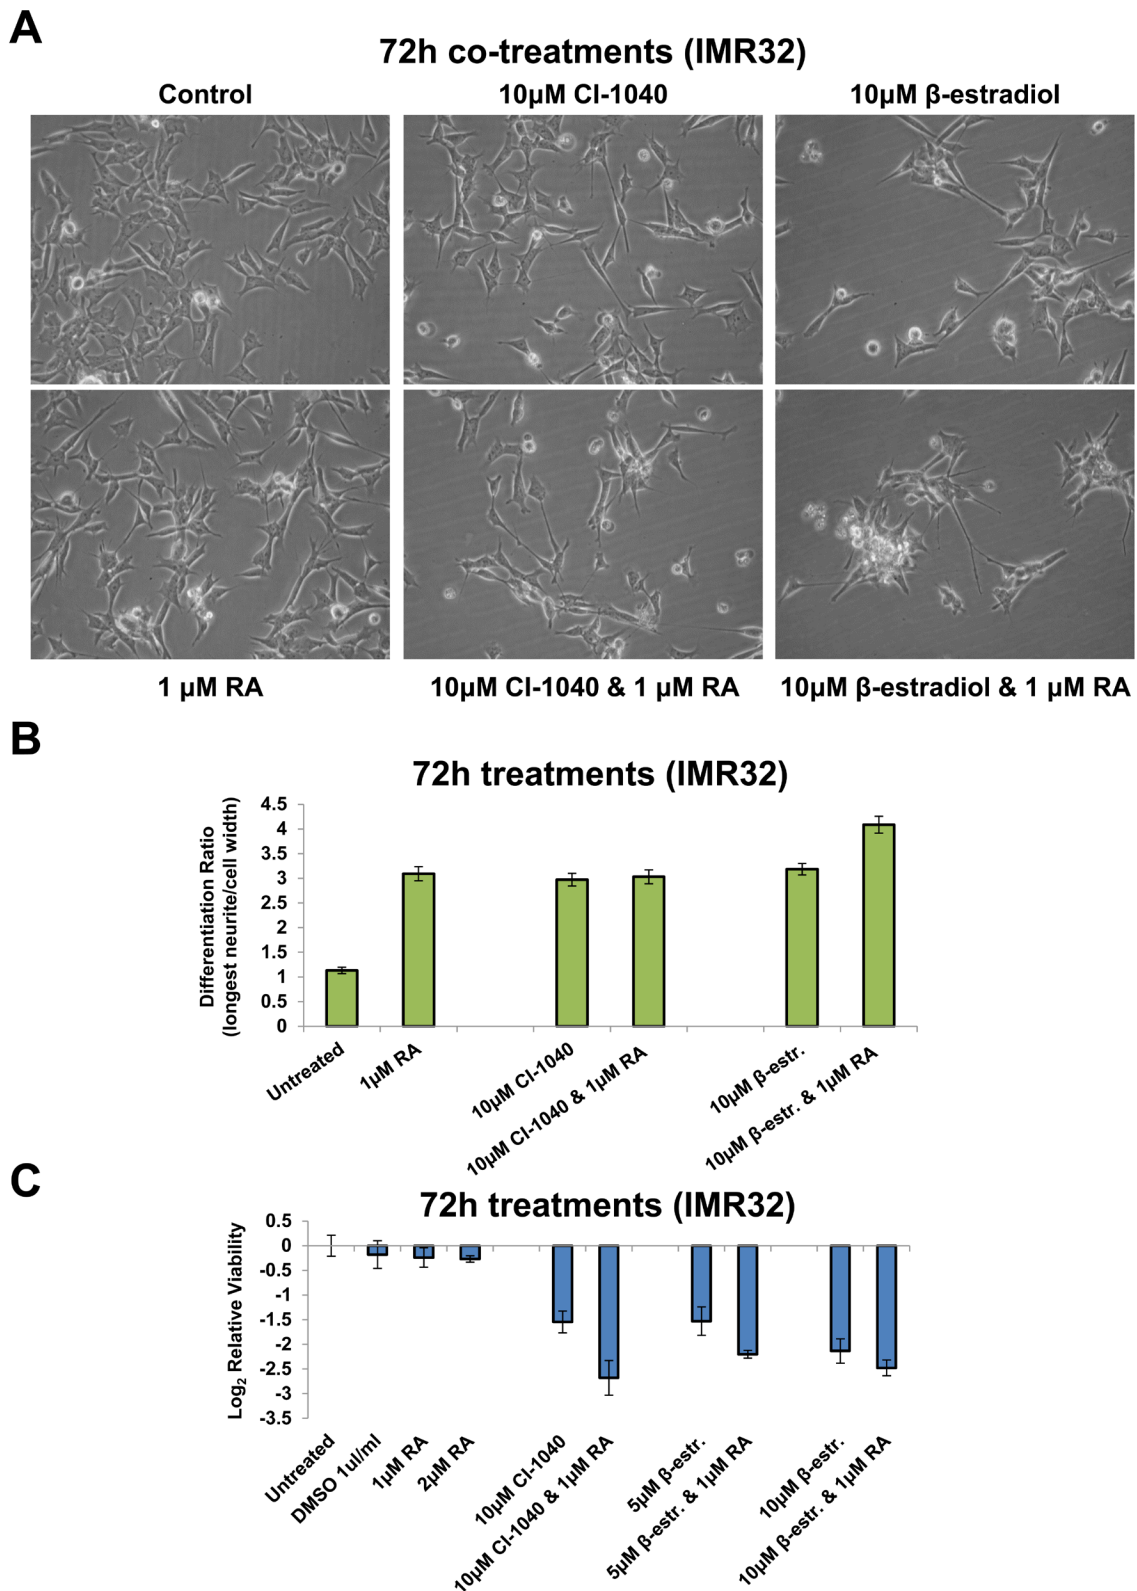 A
72h co-treatments (IMR32)
Control
10µM CI-1040
10µM β-estradiol
1 µM RA
10µM CI-1040 & 1 µM RA
10µM β-estradiol & 1 µM RA
B
72h treatments (IMR32)
Differentiation Ratio
(longest neurite/cell width)
4.5
4
3.5
3
2.5
2
1.5
1
0.5
0
Untreated
1µM RA
10µM CI-1040
10µM CI-1040 & 1µM RA
10µM β-estr.
10µM β-estr. & 1µM RA
C
72h treatments (IMR32)
Log₂ Relative Viability
0.5
0
-0.5
-1
-1.5
-2
-2.5
-3
-3.5
Untreated
DMSO 1ul/ml
1µM RA
2µM RA
10µM CI-1040
10µM CI-1040 & 1µM RA
5µM β-estr.
5µM β-estr. & 1µM RA
10µM β-estr.
10µM β-estr. & 1µM RA